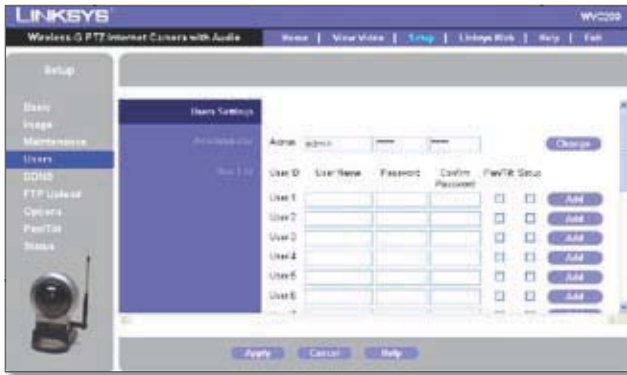 LINKSYS
WVC200
Wireless-G PTZ Internet Camera with Audio
Home | View Video | Setup | Linksys Web | Help | Exit
Setup
Basic
Image
Maintenance
Users
DDNS
FTP Upload
Options
Pan/Tilt
Status
Users Settings
Administrator
Admin admin ***** ***** Change
User List
User ID User Name Password Confirm Password Pan/Tilt Setup
User 1 Add
User 2 Add
User 3 Add
User 4 Add
User 5 Add
User 6 Add
Apply Cancel Help